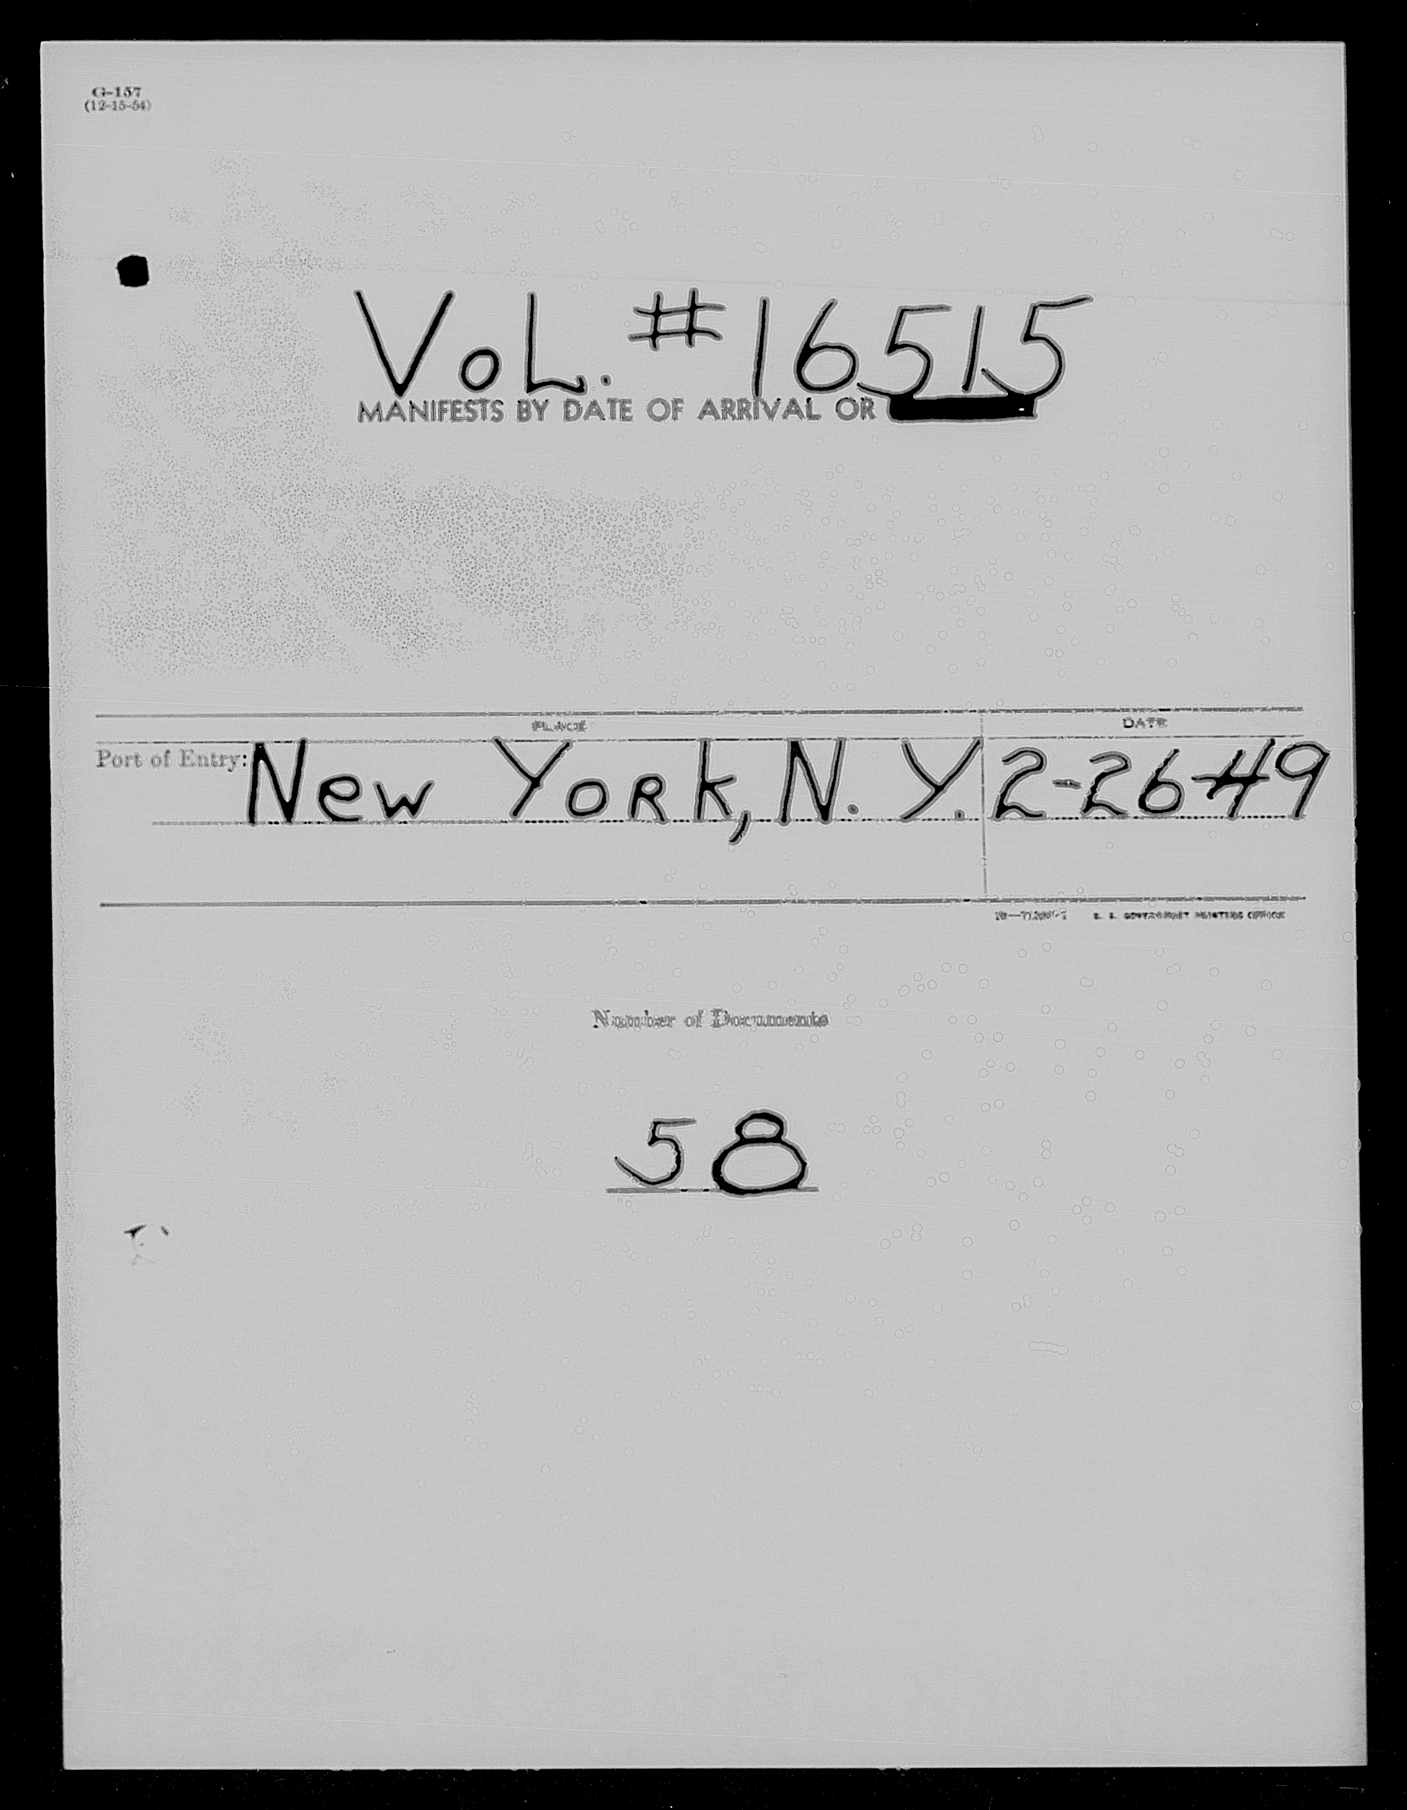 G-157
(12-15-54)
VOL. #16515
MANIFESTS BY DATE OF ARRIVAL OR
PLACE
DATE
Port of Entry: New York, N. Y. 2-26-49
U. S. GOVERNMENT PRINTING OFFICE
Number of Documents
58